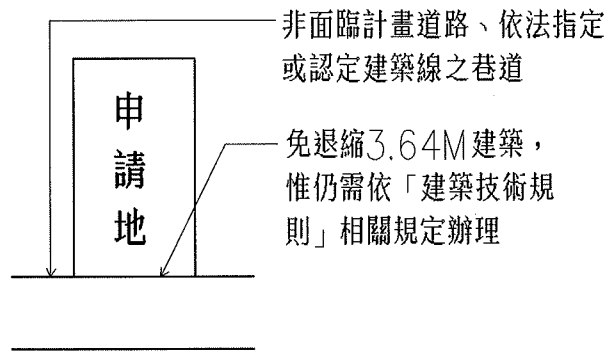 非面臨計畫道路、依法指定
或認定建築線之巷道
申請地
免退縮3.64M建築，
惟仍需依「建築技術規
則」相關規定辦理